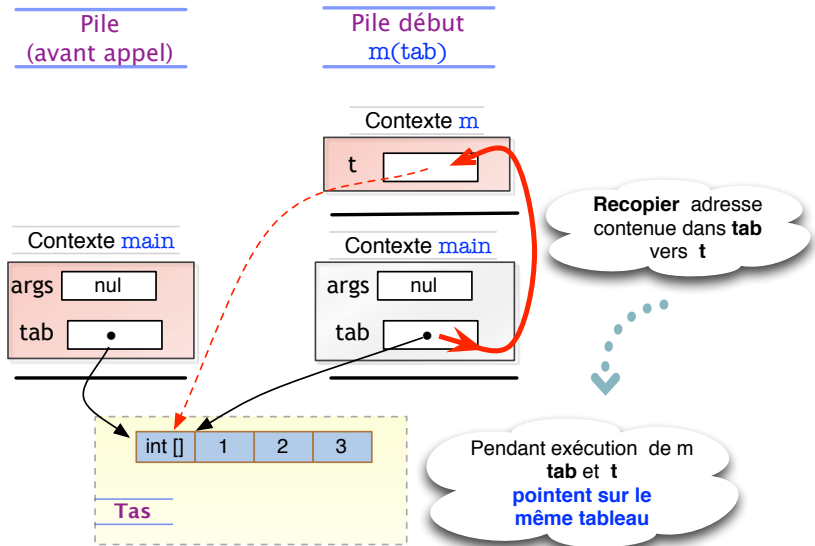 Pile
(avant appel)
Pile début
m(tab)
Contexte m
t
Recopier adresse
contenue dans tab
vers t
Contexte main
args nul
tab
Contexte main
args nul
tab
int [] 1 2 3
Tas
Pendant exécution de m
tab et t
pointent sur le
même tableau